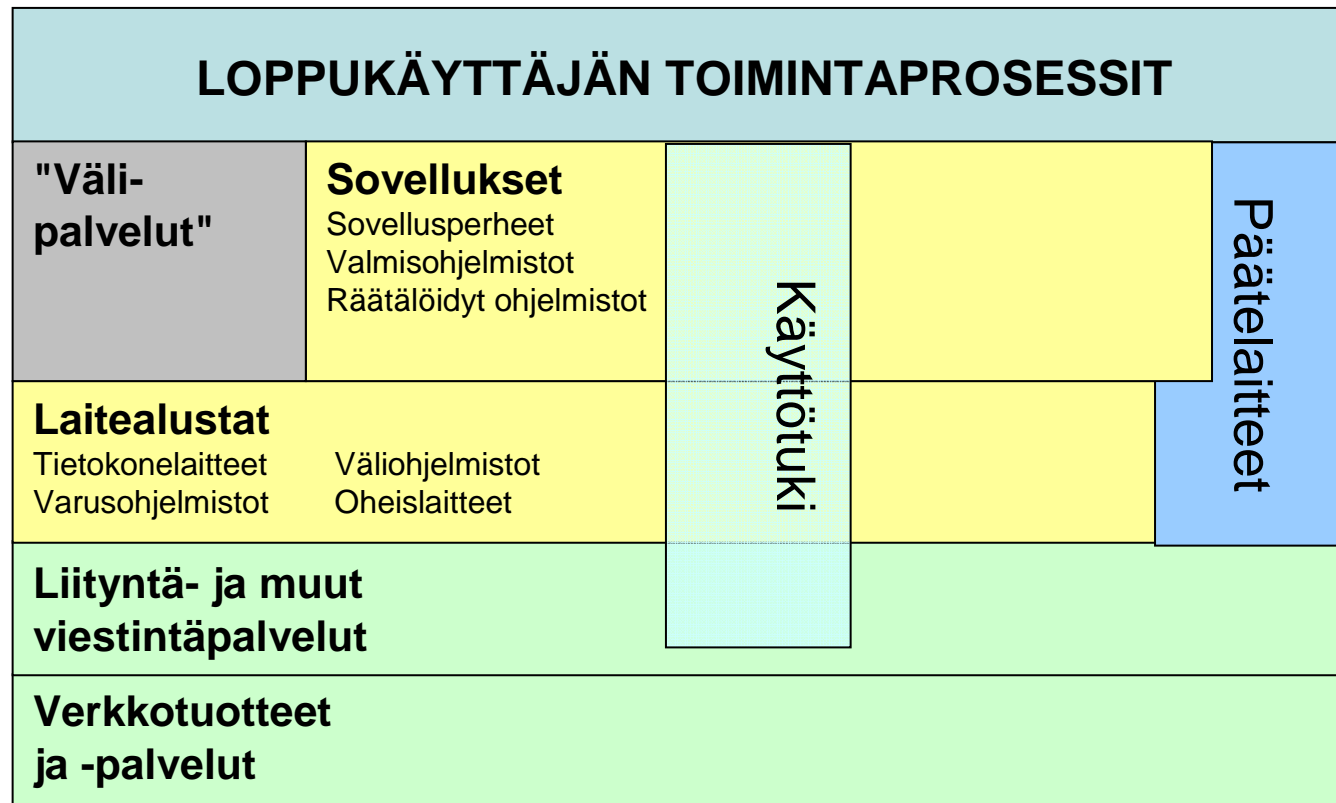 LOPPUKÄYTTÄJÄN TOIMINTAPROSESSIT
"Väli-
palvelut"
Sovellukset
Sovellusperheet
Valmisohjelmistot
Räätälöidyt ohjelmistot
Käyttötuki
Päätelaitteet
Laitealustat
Tietokonelaitteet Väliohjelmistot
Varusohjelmistot Oheislaitteet
Liityntä- ja muut
viestintäpalvelut
Verkkotuotteet
ja -palvelut